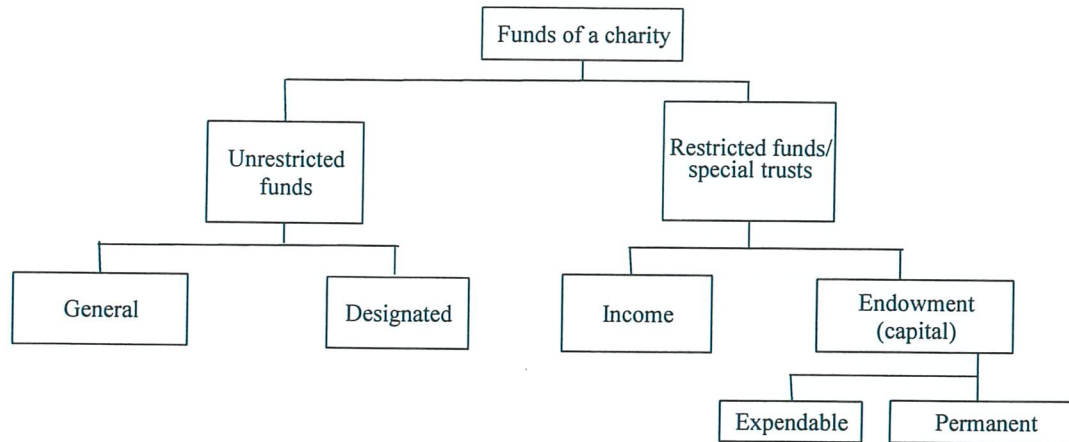 Funds of a charity
Unrestricted
funds
Restricted funds/
special trusts
General
Designated
Income
Endowment
(capital)
Expendable
Permanent